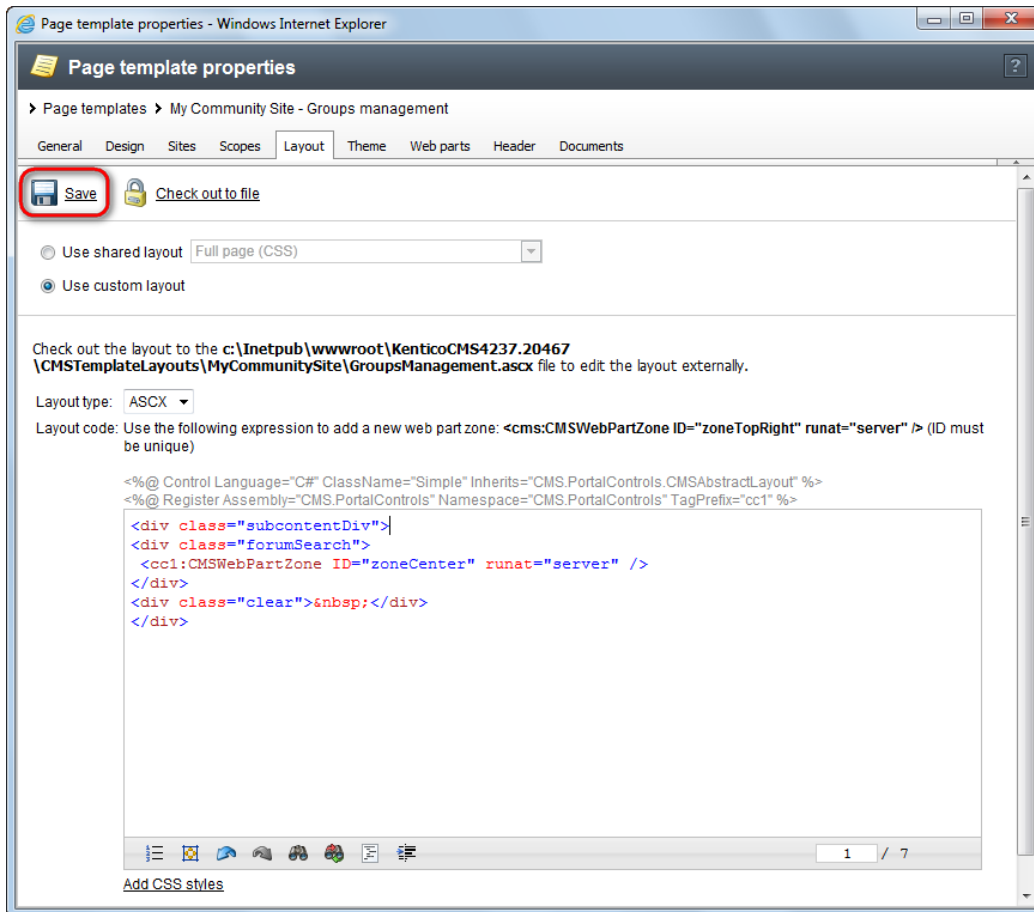 Page template properties - Windows Internet Explorer
Page template properties
?
Page templates > My Community Site - Groups management
General Design Sites Scopes Layout Theme Web parts Header Documents
Save Check out to file
Use shared layout Full page (CSS)
Use custom layout
Check out the layout to the c:\Inetpub\wwwroot\KenticoCMS4237.20467
\CMSTemplateLayouts\MyCommunitySite\GroupsManagement.ascx file to edit the layout externally.
Layout type: ASCX
Layout code: Use the following expression to add a new web part zone: <cms:CMSWebPartZone ID="zoneTopRight" runat="server" /> (ID must
be unique)
<%@ Control Language="C#" ClassName="Simple" Inherits="CMS.PortalControls.CMSAbstractLayout" %>
<%@ Register Assembly="CMS.PortalControls" Namespace="CMS.PortalControls" TagPrefix="cc1" %>
<div class="subcontentDiv">
<div class="forumSearch">
<cc1:CMSWebPartZone ID="zoneCenter" runat="server" />
</div>
<div class="clear">&nbsp;</div>
</div>
1 / 7
Add CSS styles